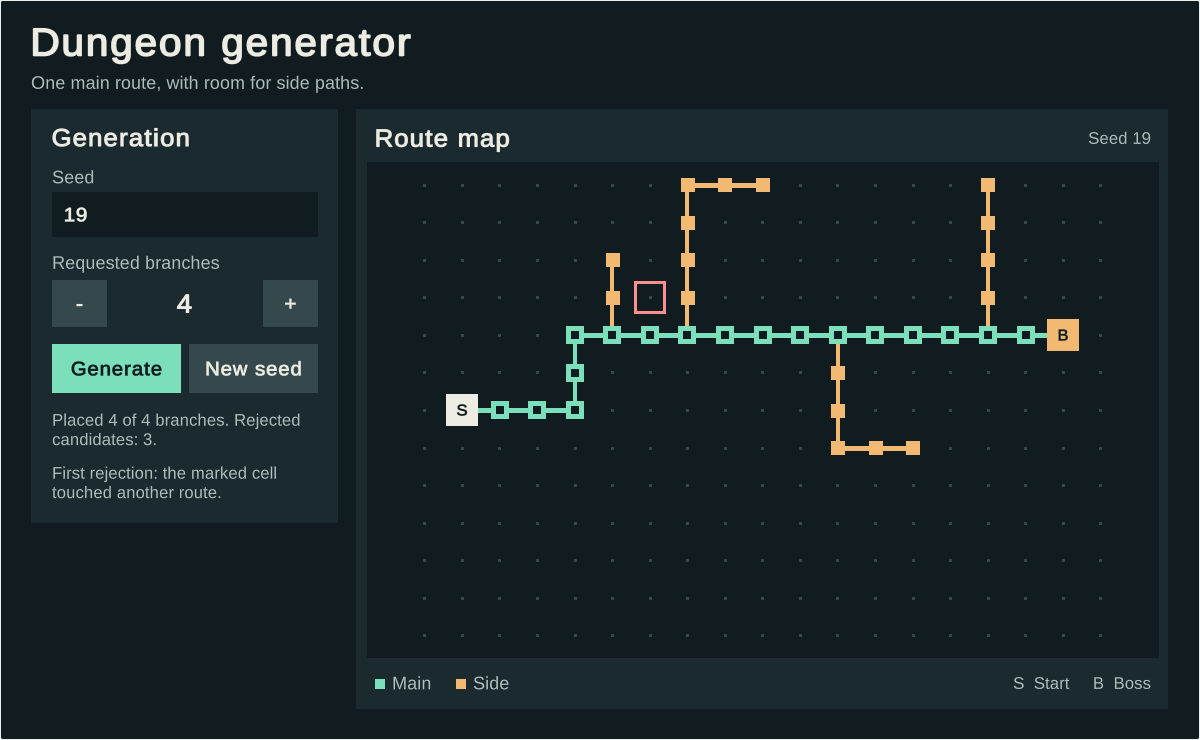 Dungeon generator
One main route, with room for side paths.
Generation
Seed
19
Requested branches
- 4 +
Generate New seed
Placed 4 of 4 branches. Rejected
candidates: 3.
First rejection: the marked cell
touched another route.
Route map Seed 19
S
B
Main Side S Start B Boss